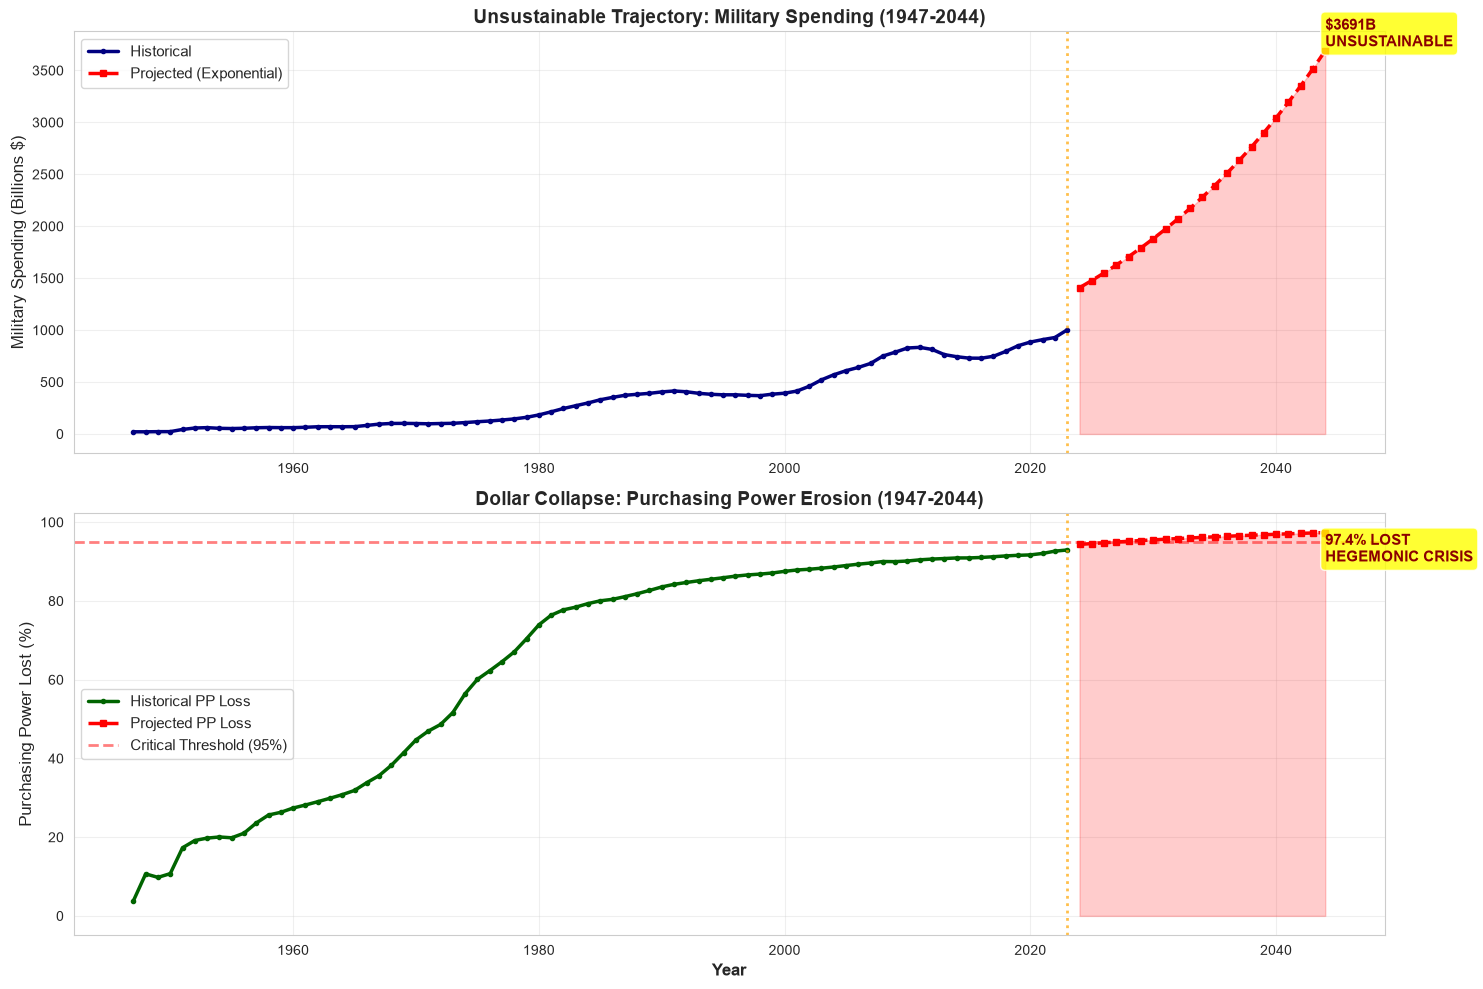 Unsustainable Trajectory: Military Spending (1947-2044)
$3691B
UNSUSTAINABLE
Historical
Projected (Exponential)
Military Spending (Billions $)
3500
3000
2500
2000
1500
1000
500
0
1960
1980
2000
2020
2040
Dollar Collapse: Purchasing Power Erosion (1947-2044)
97.4% LOST
HEGEMONIC CRISIS
Historical PP Loss
Projected PP Loss
Critical Threshold (95%)
Purchasing Power Lost (%)
100
80
60
40
20
0
1960
1980
2000
2020
2040
Year